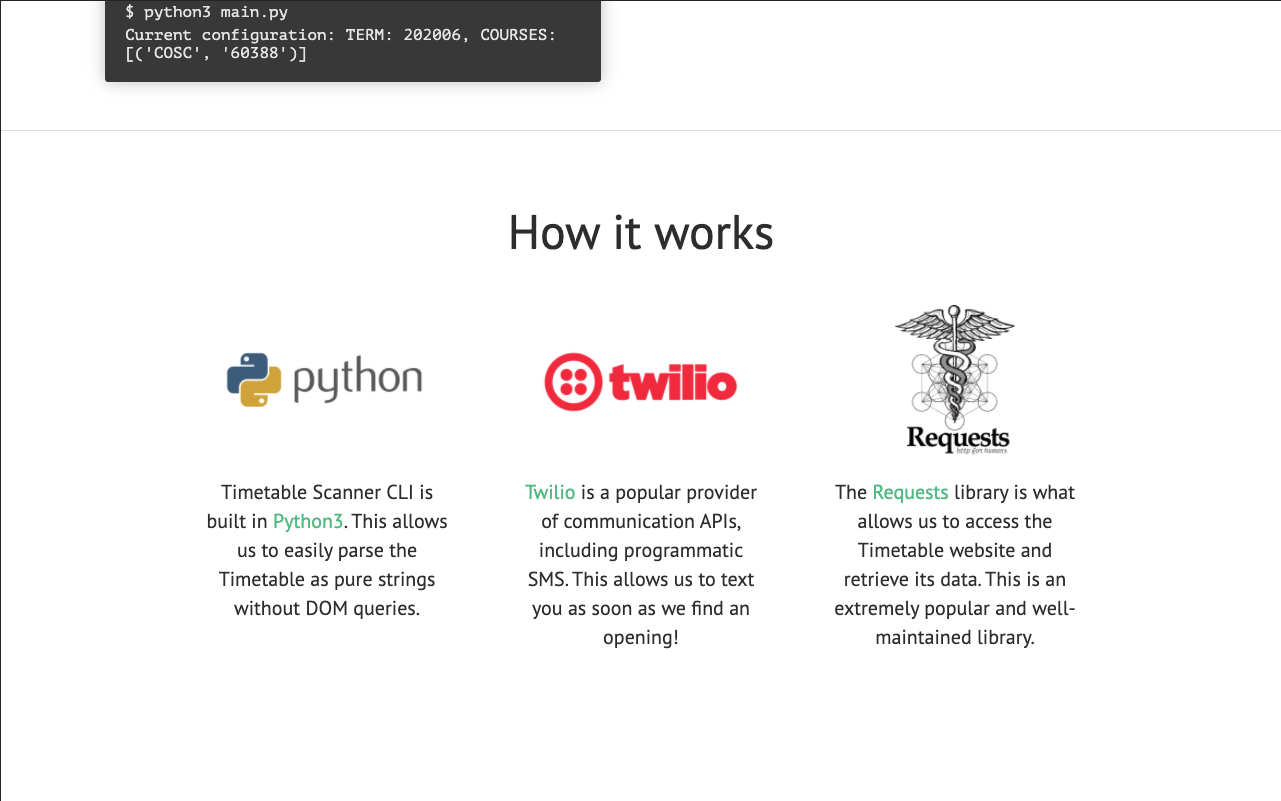 $ python3 main.py
Current configuration: TERM: 202006, COURSES:
[('COSC', '60388')]
How it works
python
twilio
Requests
http for humans
Timetable Scanner CLI is
built in Python3. This allows
us to easily parse the
Timetable as pure strings
without DOM queries.
Twilio is a popular provider
of communication APIs,
including programmatic
SMS. This allows us to text
you as soon as we find an
opening!
The Requests library is what
allows us to access the
Timetable website and
retrieve its data. This is an
extremely popular and well-
maintained library.